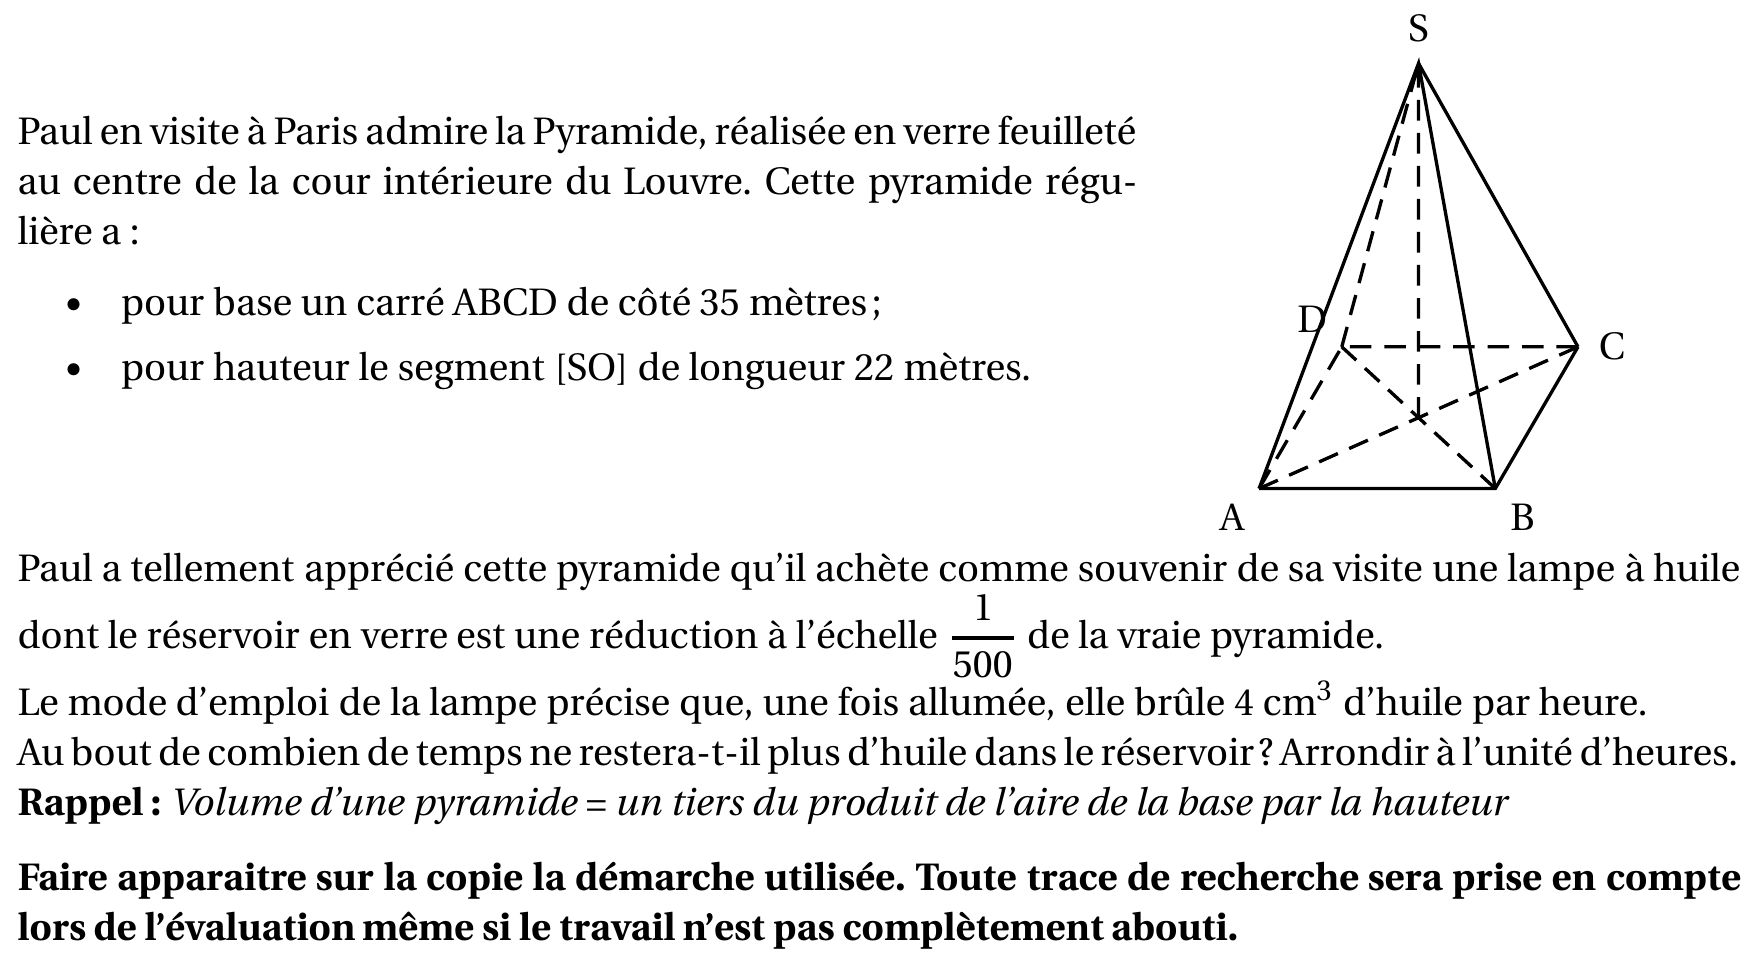 S
Paul en visite à Paris admire la Pyramide, réalisée en verre feuilleté
au centre de la cour intérieure du Louvre. Cette pyramide régu-
lière a :
• pour base un carré ABCD de côté 35 mètres ;
• pour hauteur le segment [SO] de longueur 22 mètres.
D
C
A
B
Paul a tellement apprécié cette pyramide qu'il achète comme souvenir de sa visite une lampe à huile
dont le réservoir en verre est une réduction à l'échelle 1/500 de la vraie pyramide.
Le mode d'emploi de la lampe précise que, une fois allumée, elle brûle 4 cm³ d'huile par heure.
Au bout de combien de temps ne restera-t-il plus d'huile dans le réservoir ? Arrondir à l'unité d'heures.
Rappel : Volume d'une pyramide = un tiers du produit de l'aire de la base par la hauteur
Faire apparaitre sur la copie la démarche utilisée. Toute trace de recherche sera prise en compte
lors de l'évaluation même si le travail n'est pas complètement abouti.